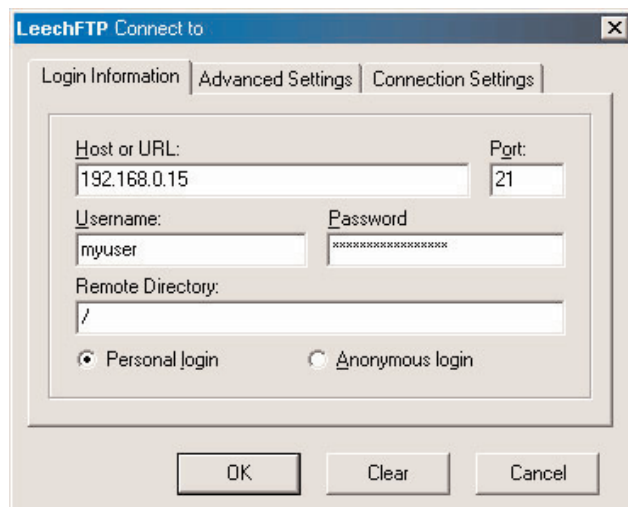 LeechFTP Connect to
Login Information Advanced Settings Connection Settings
Host or URL: Port:
192.168.0.15 21
Username: Password
myuser *****************
Remote Directory:
/
Personal login Anonymous login
OK Clear Cancel